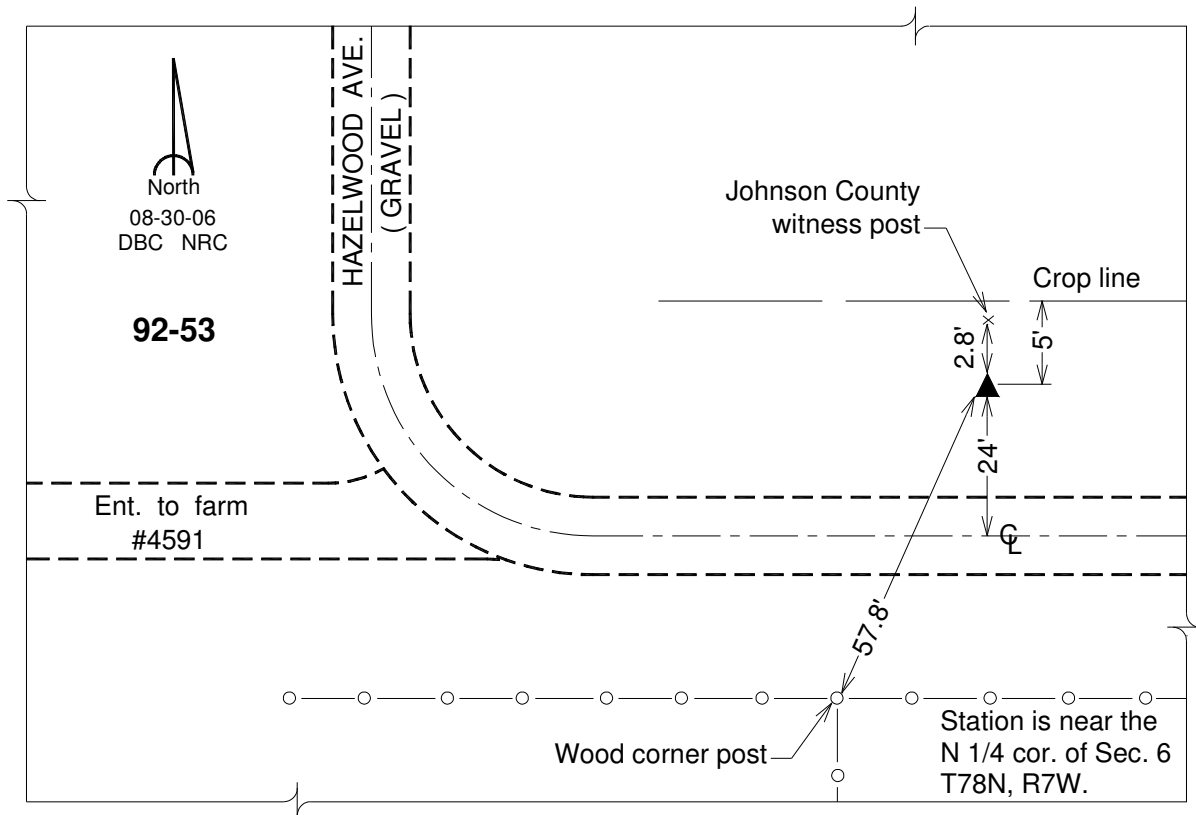 HAZELWOOD AVE.
(GRAVEL)
North
08-30-06
DBC NRC
92-53
Johnson County
witness post
Crop line
2.8'
5'
24'
Ent. to farm
#4591
CL
57.8'
Wood corner post
Station is near the
N 1/4 cor. of Sec. 6
T78N, R7W.